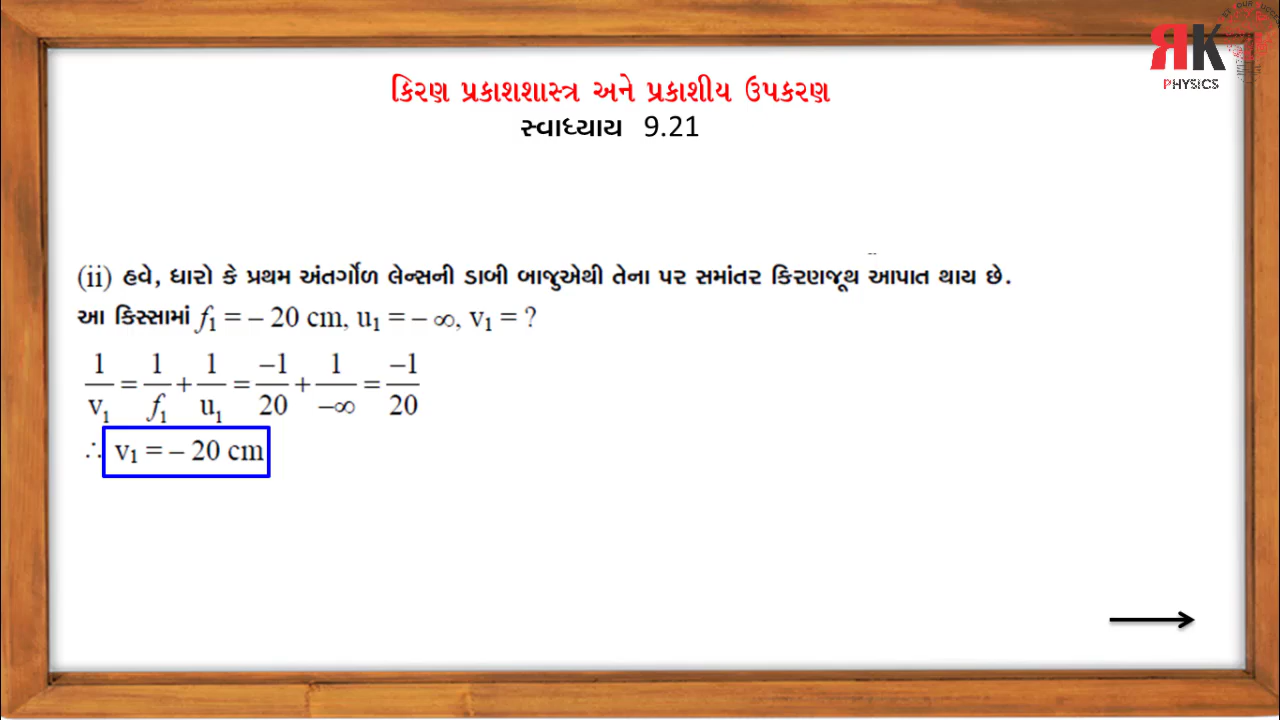 ЯK
PHYSICS
કિરણ પ્રકાશશાસ્ત્ર અને પ્રકાશીય ઉપકરણ
સ્વાધ્યાય 9.21
(ii) હવે, ધારો કે પ્રથમ અંતર્ગોળ લેન્સની ડાબી બાજુએથી તેના પર સમાંતર કિરણજૂથ આપાત થાય છે.
આ કિસ્સામાં f₁ = – 20 cm, u₁ = – ∞, v₁ = ?
1/v₁ = 1/f₁ + 1/u₁ = –1/20 + 1/–∞ = –1/20
∴ v₁ = – 20 cm